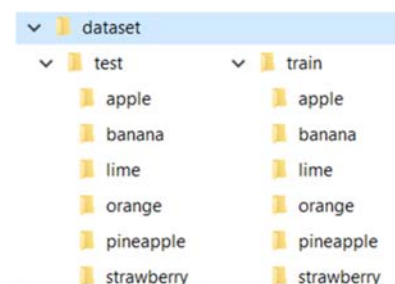 dataset
test
apple
banana
lime
orange
pineapple
strawberry
train
apple
banana
lime
orange
pineapple
strawberry